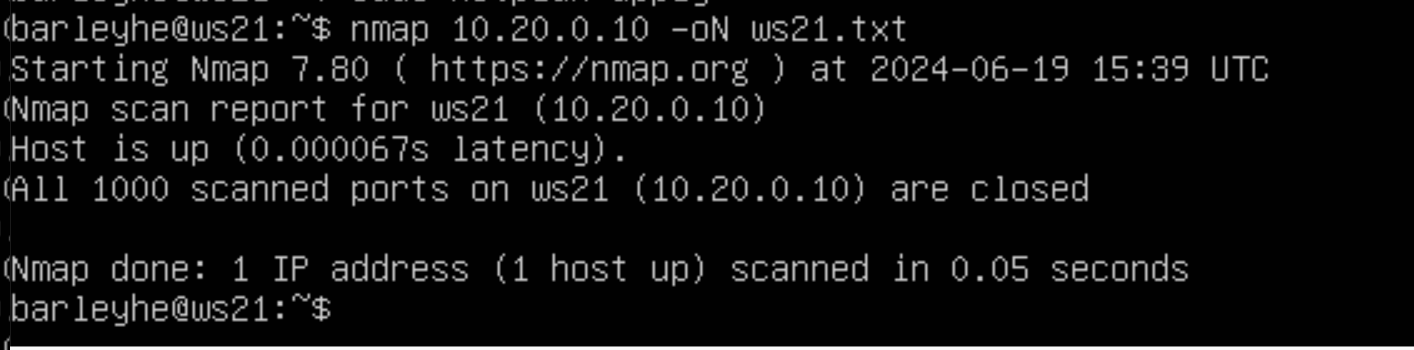 barleyhe@ws21:~$ nmap 10.20.0.10 -oN ws21.txt
Starting Nmap 7.80 ( https://nmap.org ) at 2024-06-19 15:39 UTC
Nmap scan report for ws21 (10.20.0.10)
Host is up (0.000067s latency).
All 1000 scanned ports on ws21 (10.20.0.10) are closed

Nmap done: 1 IP address (1 host up) scanned in 0.05 seconds
barleyhe@ws21:~$